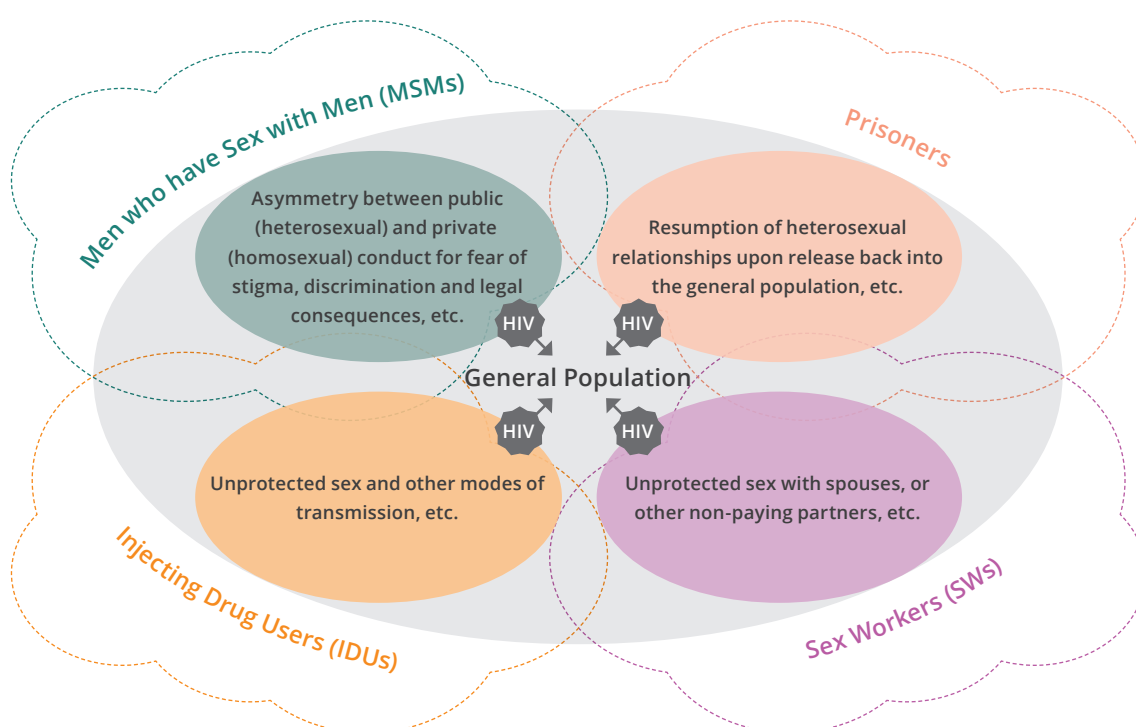 Men who have Sex with Men (MSMs)
Prisoners
Asymmetry between public
(heterosexual) and private
(homosexual) conduct for fear of
stigma, discrimination and legal
consequences, etc.
Resumption of heterosexual
relationships upon release back into
the general population, etc.
HIV
HIV
General Population
HIV
HIV
Unprotected sex and other modes of
transmission, etc.
Unprotected sex with spouses, or
other non-paying partners, etc.
Injecting Drug Users (IDUs)
Sex Workers (SWs)